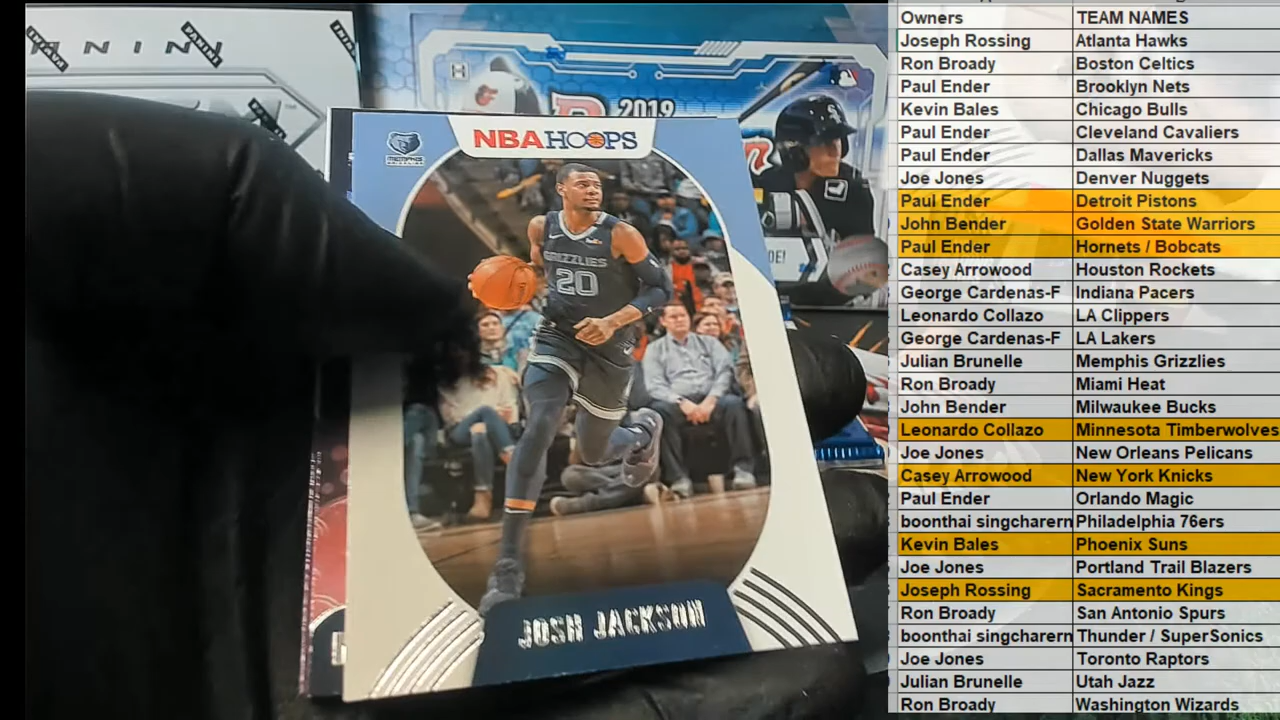 PANINI
PANINI
2019
OE!
MEMPHIS
GRIZZLIES
NBA HOOPS
GRIZZLIES
20
JOSH JACKSON
Owners TEAM NAMES
Joseph Rossing Atlanta Hawks
Ron Broady Boston Celtics
Paul Ender Brooklyn Nets
Kevin Bales Chicago Bulls
Paul Ender Cleveland Cavaliers
Paul Ender Dallas Mavericks
Joe Jones Denver Nuggets
Paul Ender Detroit Pistons
John Bender Golden State Warriors
Paul Ender Hornets / Bobcats
Casey Arrowood Houston Rockets
George Cardenas-F Indiana Pacers
Leonardo Collazo LA Clippers
George Cardenas-F LA Lakers
Julian Brunelle Memphis Grizzlies
Ron Broady Miami Heat
John Bender Milwaukee Bucks
Leonardo Collazo Minnesota Timberwolves
Joe Jones New Orleans Pelicans
Casey Arrowood New York Knicks
Paul Ender Orlando Magic
boonthai singcharern Philadelphia 76ers
Kevin Bales Phoenix Suns
Joe Jones Portland Trail Blazers
Joseph Rossing Sacramento Kings
Ron Broady San Antonio Spurs
boonthai singcharern Thunder / SuperSonics
Joe Jones Toronto Raptors
Julian Brunelle Utah Jazz
Ron Broady Washington Wizards